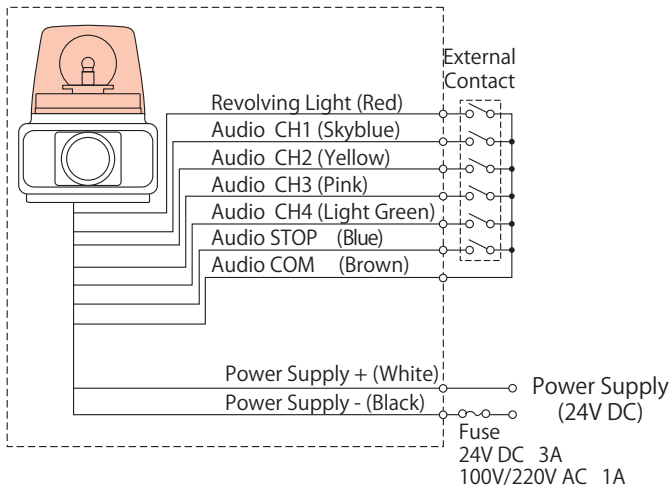 External
Contact
Revolving Light (Red)
Audio CH1 (Skyblue)
Audio CH2 (Yellow)
Audio CH3 (Pink)
Audio CH4 (Light Green)
Audio STOP (Blue)
Audio COM (Brown)
Power Supply + (White)
Power Supply - (Black)
Power Supply
(24V DC)
Fuse
24V DC 3A
100V/220V AC 1A